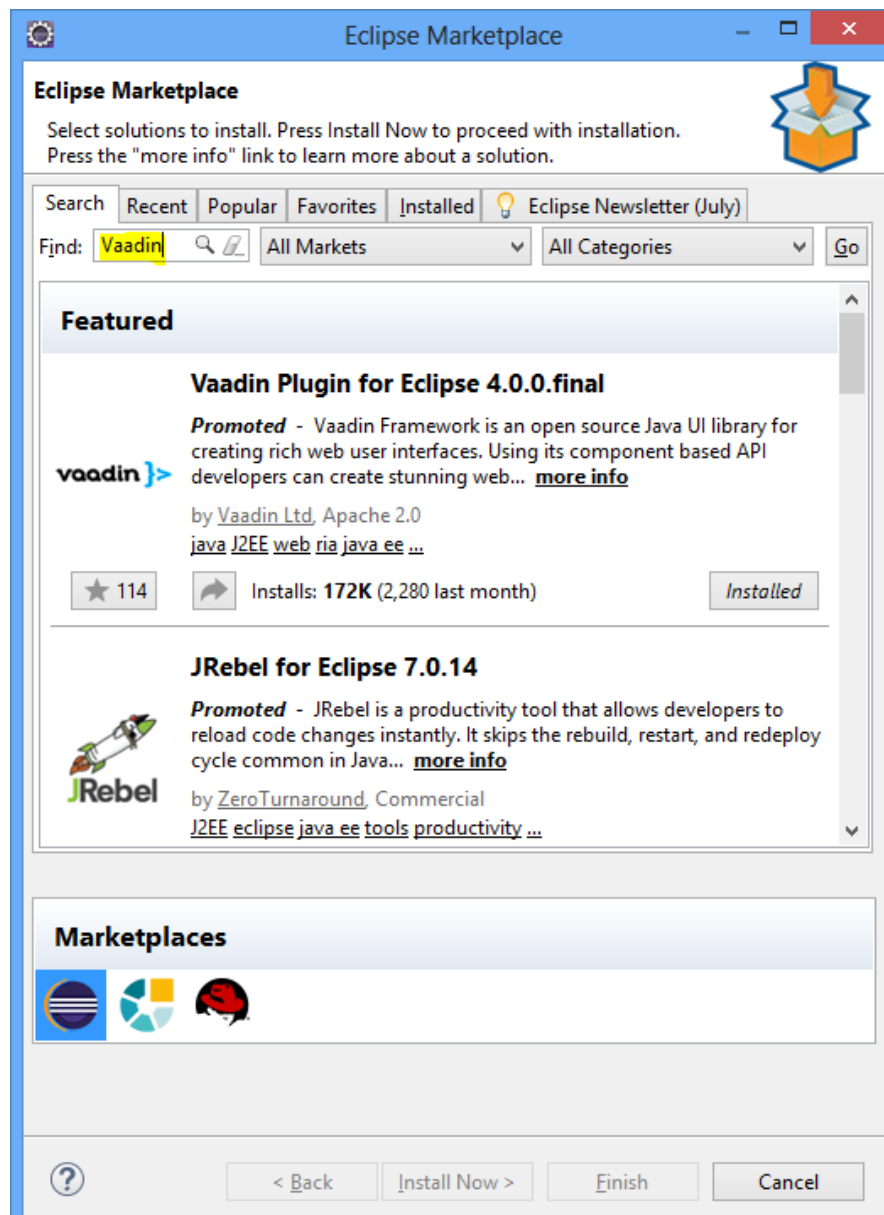 Eclipse Marketplace
Eclipse Marketplace
Select solutions to install. Press Install Now to proceed with installation.
Press the "more info" link to learn more about a solution.
Search Recent Popular Favorites Installed Eclipse Newsletter (July)
Find: Vaadin All Markets All Categories Go
Featured
Vaadin Plugin for Eclipse 4.0.0.final
Promoted - Vaadin Framework is an open source Java UI library for
creating rich web user interfaces. Using its component based API
developers can create stunning web... more info
vaadin }>
by Vaadin Ltd, Apache 2.0
java J2EE web ria java ee ...
114 Installs: 172K (2,280 last month) Installed
JRebel for Eclipse 7.0.14
Promoted - JRebel is a productivity tool that allows developers to
reload code changes instantly. It skips the rebuild, restart, and redeploy
cycle common in Java... more info
JRebel
by ZeroTurnaround, Commercial
J2EE eclipse java ee tools productivity ...
Marketplaces
? < Back Install Now > Finish Cancel